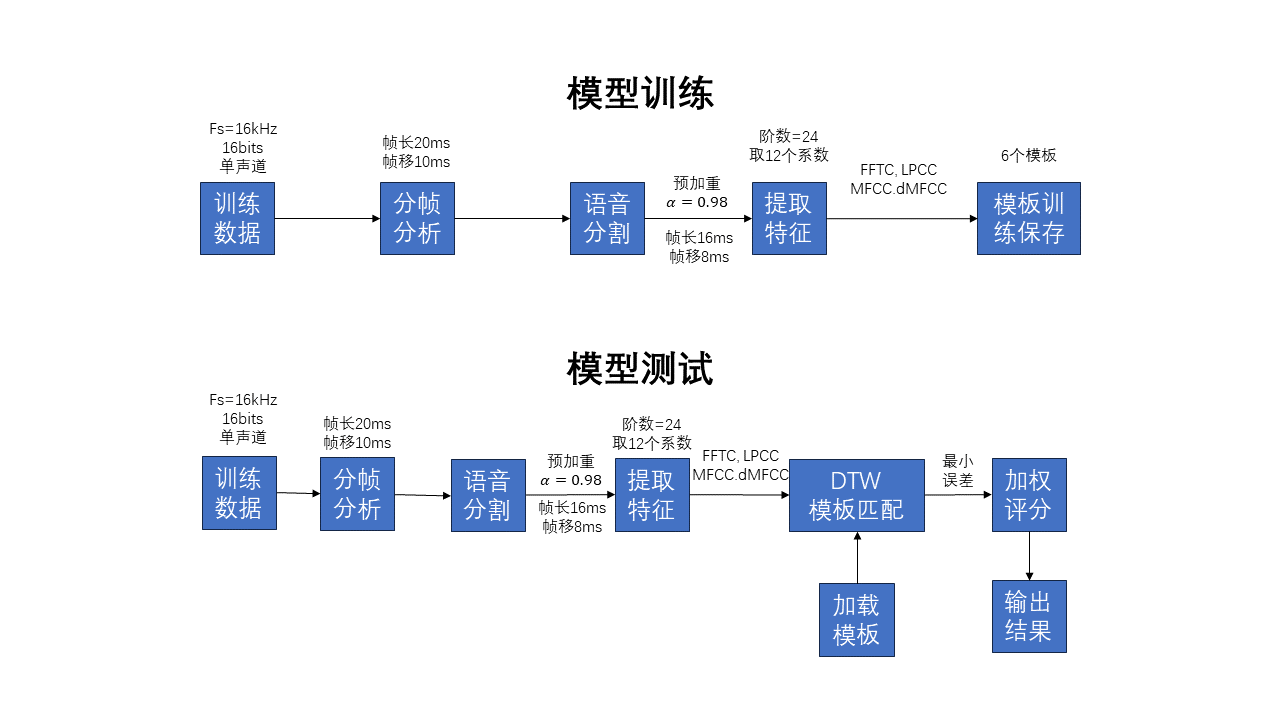 模型训练
Fs=16kHz
16bits
单声道
训练
数据
帧长20ms
帧移10ms
分帧
分析
语音
分割
预加重
α = 0.98
帧长16ms
帧移8ms
阶数=24
取12个系数
提取
特征
FFTC, LPCC
MFCC.dMFCC
6个模板
模板训
练保存
模型测试
Fs=16kHz
16bits
单声道
训练
数据
帧长20ms
帧移10ms
分帧
分析
语音
分割
预加重
α = 0.98
帧长16ms
帧移8ms
阶数=24
取12个系数
提取
特征
FFTC, LPCC
MFCC.dMFCC
DTW
模板匹配
加载
模板
最小
误差
加权
评分
输出
结果